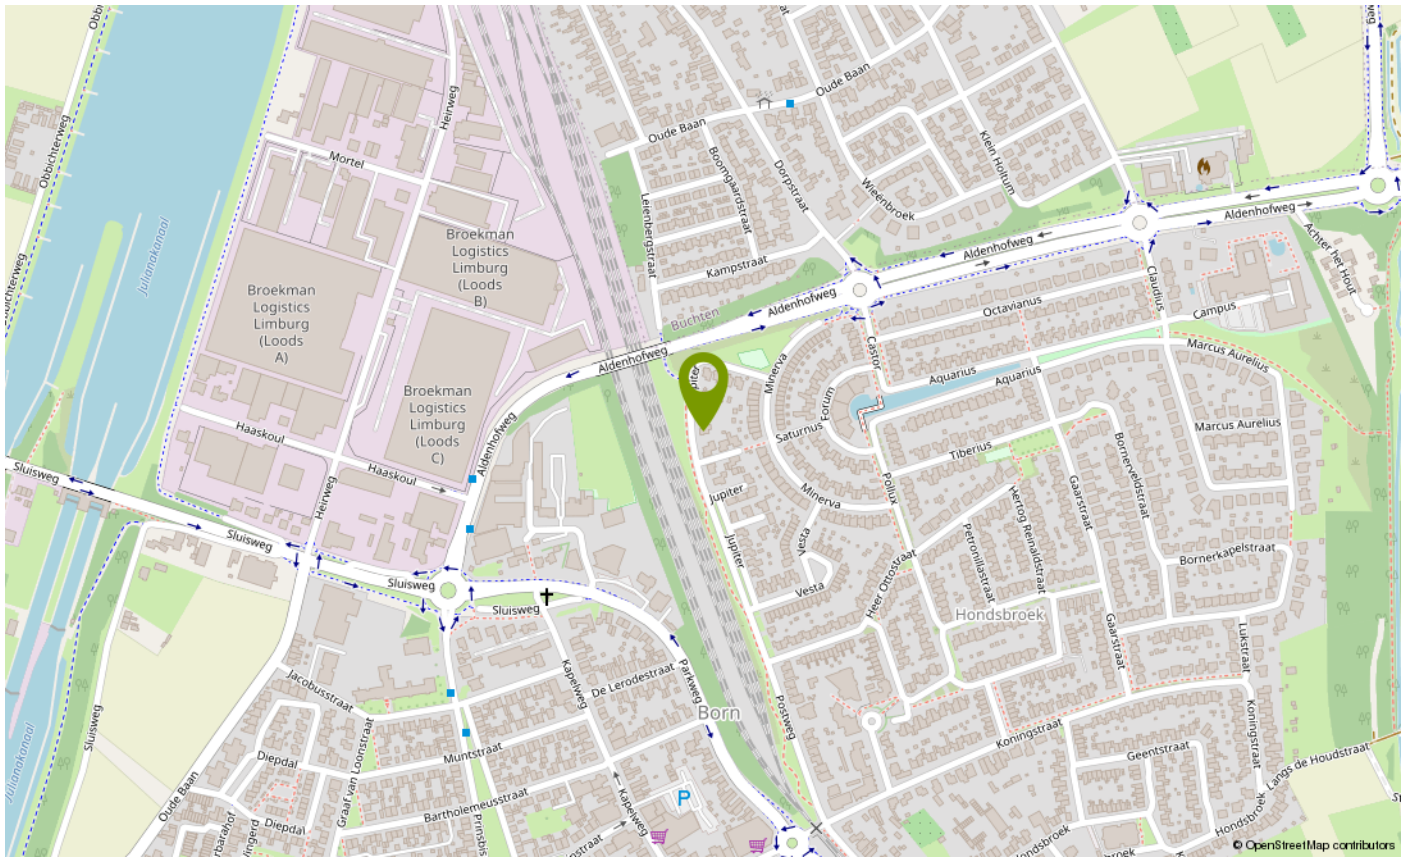 Obbichterweg
Heirweg
Oude Baan
Oude Baan
Mortel
Boomgaardstraat
Dorpstraat
Klein Holtum
Wieënbroek
Obbichterweg
Julianakanaal
Leienbergstraat
Kampstraat
Aldenhofweg
Aldenhofweg
Achter het Hout
Broekman
Logistics
Limburg
(Loods
B)
Broekman
Logistics
Limburg
(Loods
A)
Buchten
Aldenhofweg
Octavianus
Claudius
Campus
Aldenhofweg
Castor
Marcus Aurelius
Minerva
Aquarius
Aquarius
Broekman
Logistics
Limburg
(Loods
C)
Forum
Saturnus
Marcus Aurelius
Haaskoul
Aldenhofweg
Tiberius
Bornerveldstraat
Haaskoul
Sluisweg
Heirweg
Jupiter
Minerva
Pollux
Gaarstraat
Hertog Reinaldstraat
Petronillastraat
Sluisweg
Jupiter
Vesta
Bornerkapelstraat
Sluisweg
Sluisweg
Vesta
Heer Ottostraat
Hondsbroek
Gaarstraat
Lukstraat
Jacobusstraat
Kapelweg
De Lerodestraat
Parkweg
Born
Postweg
Koningstraat
Koningstraat
Sluisweg
Julianakanaal
Graaf van Loonstraat
Muntstraat
Diepdal
Geentstraat
Langs de Houdstraat
Oude Baan
Bartholemeusstraat
Kapelweg
P
Diepdal
Prinsbis
Hondsbroek
© OpenStreetMap contributors